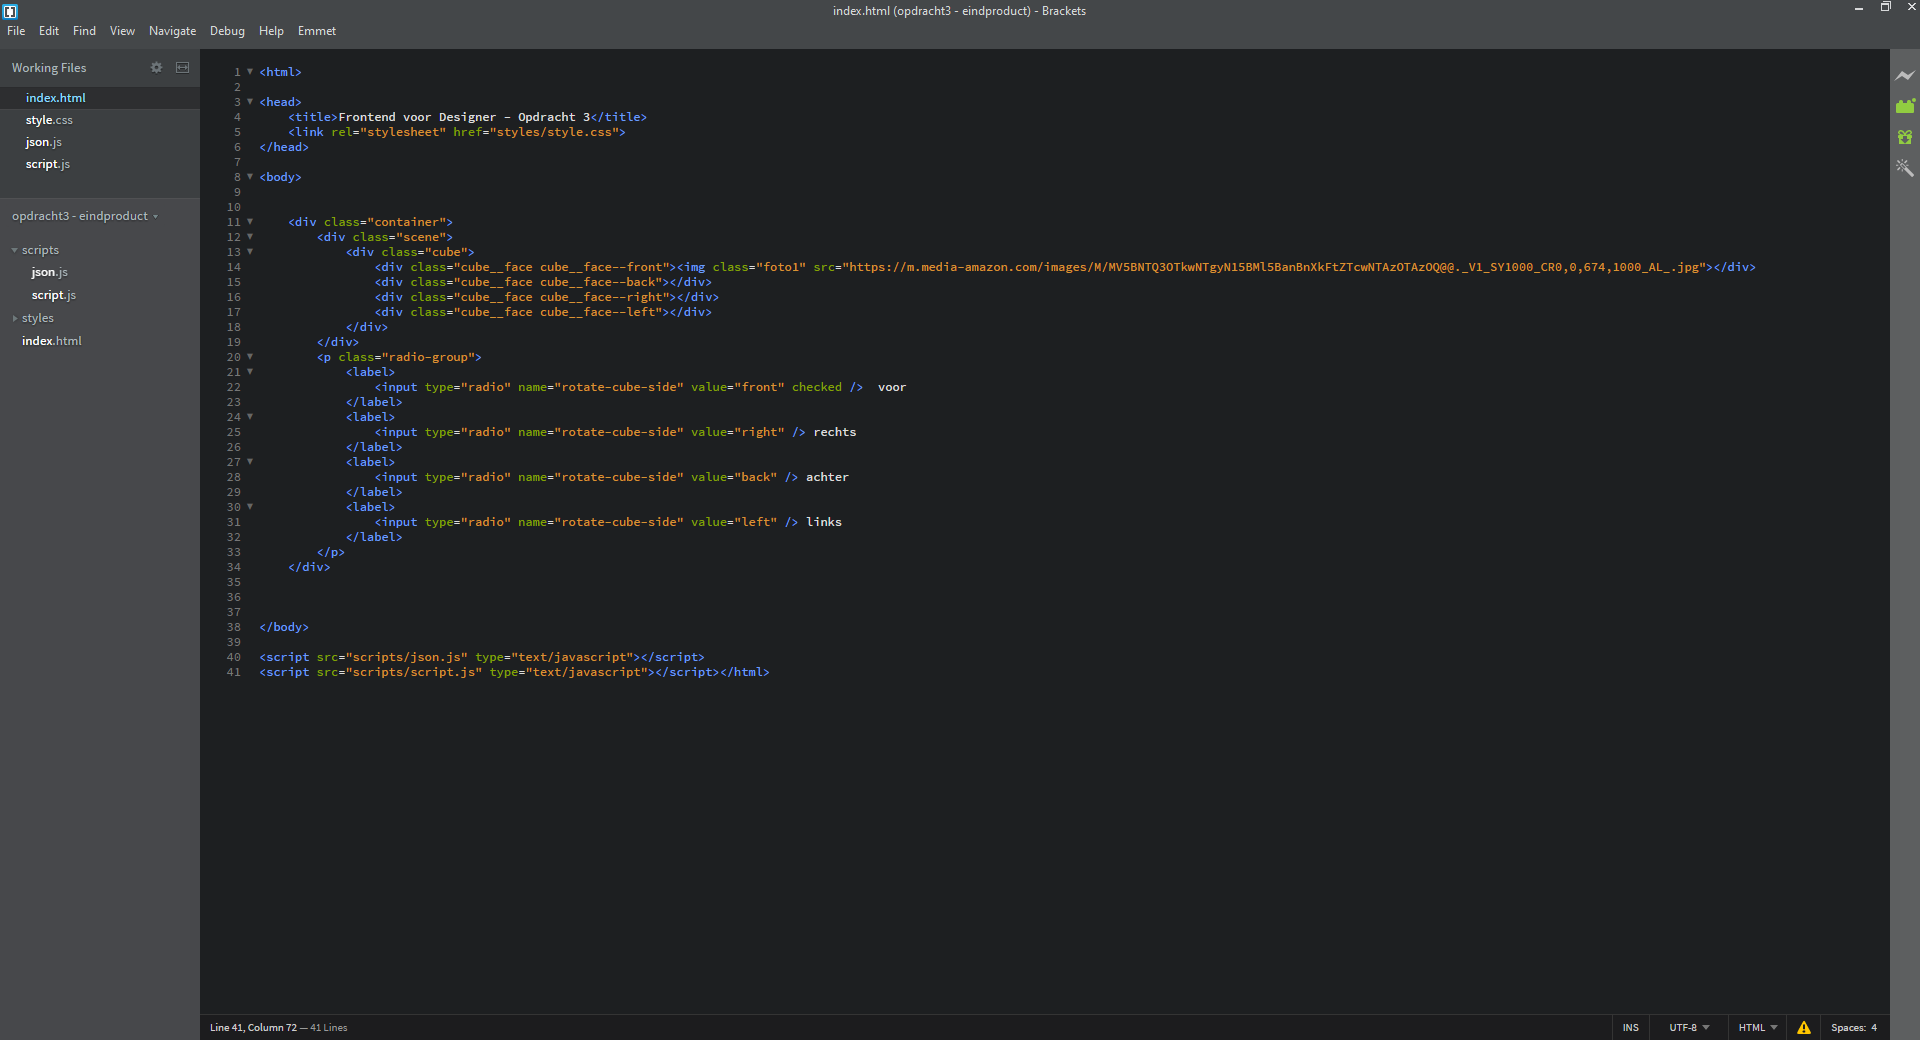 index.html (opdracht3 - eindproduct) - Brackets
File Edit Find View Navigate Debug Help Emmet
Working Files
index.html
style.css
json.js
script.js
opdracht3 - eindproduct
scripts
json.js
script.js
styles
index.html
1 <html>
2
3 <head>
4     <title>Frontend voor Designer - Opdracht 3</title>
5     <link rel="stylesheet" href="styles/style.css">
6 </head>
7
8 <body>
9
10
11     <div class="container">
12         <div class="scene">
13             <div class="cube">
14                 <div class="cube__face cube__face--front"><img class="foto1" src="https://m.media-amazon.com/images/M/MV5BNTQ3OTkwNTgyN15BMl5BanBnXkFtZTcwNTAzOTAzOQ@@._V1_SY1000_CR0,0,674,1000_AL_.jpg"></div>
15                 <div class="cube__face cube__face--back"></div>
16                 <div class="cube__face cube__face--right"></div>
17                 <div class="cube__face cube__face--left"></div>
18             </div>
19         </div>
20         <p class="radio-group">
21             <label>
22                 <input type="radio" name="rotate-cube-side" value="front" checked />  voor
23             </label>
24             <label>
25                 <input type="radio" name="rotate-cube-side" value="right" /> rechts
26             </label>
27             <label>
28                 <input type="radio" name="rotate-cube-side" value="back" /> achter
29             </label>
30             <label>
31                 <input type="radio" name="rotate-cube-side" value="left" /> links
32             </label>
33         </p>
34     </div>
35
36
37
38 </body>
39
40 <script src="scripts/json.js" type="text/javascript"></script>
41 <script src="scripts/script.js" type="text/javascript"></script></html>
Line 41, Column 72 — 41 Lines
INS UTF-8 HTML Spaces: 4